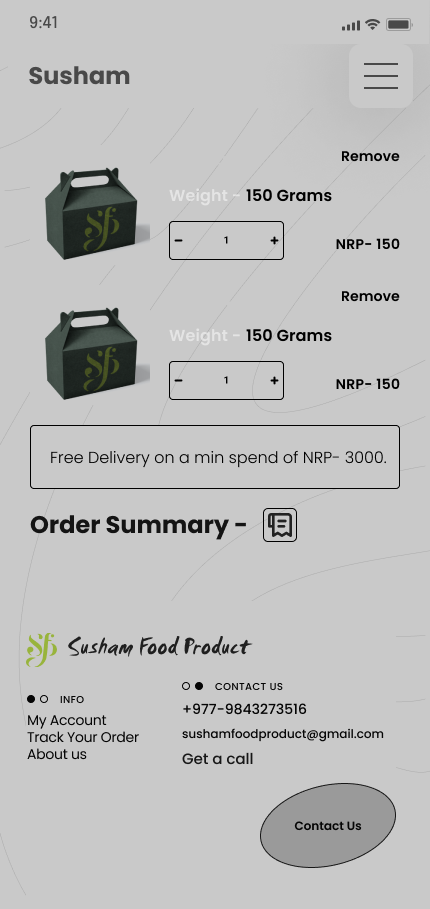 9:41
Susham
Remove
Weight - 150 Grams
- 1 +
NRP- 150
Remove
Weight - 150 Grams
- 1 +
NRP- 150
Free Delivery on a min spend of NRP- 3000.
Order Summary -
Susham Food Product
INFO
My Account
Track Your Order
About us
CONTACT US
+977-9843273516
sushamfoodproduct@gmail.com
Get a call
Contact Us